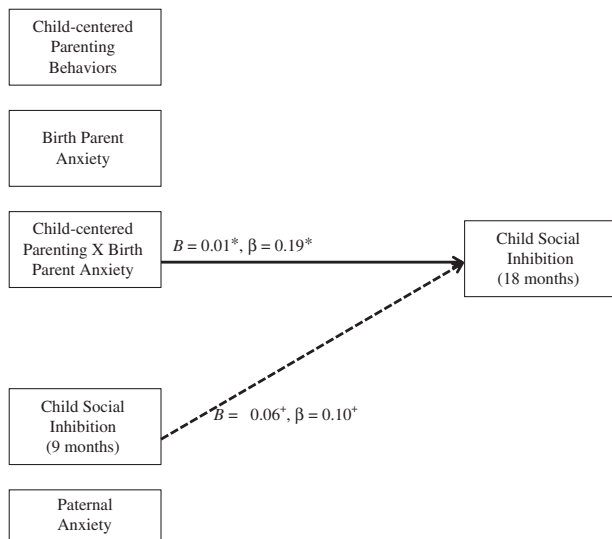 Child-centered
Parenting
Behaviors
Birth Parent
Anxiety
Child-centered
Parenting X Birth
Parent Anxiety
B = 0.01*, β = 0.19*
Child Social
Inhibition
(18 months)
Child Social
Inhibition
(9 months)
B = 0.06⁺, β = 0.10⁺
Paternal
Anxiety